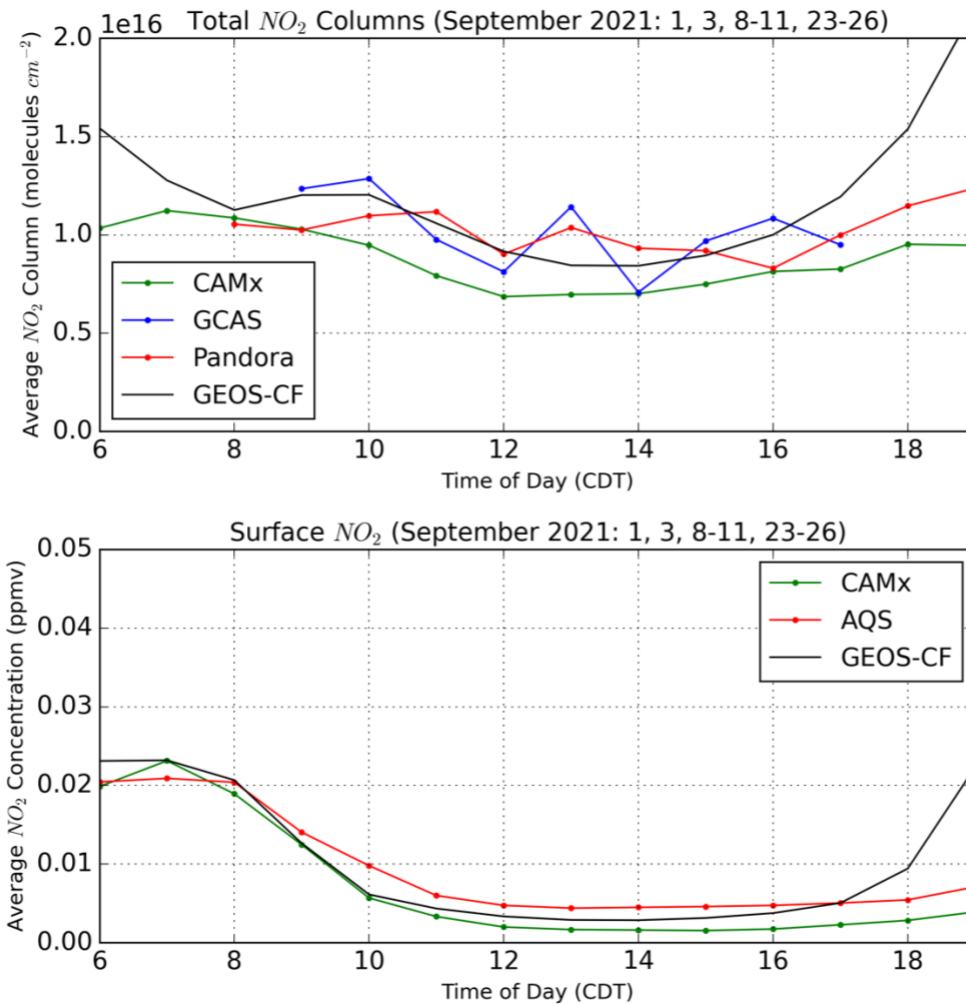 1e16
Total NO₂ Columns (September 2021: 1, 3, 8-11, 23-26)
Average NO₂ Column (molecules cm⁻²)
2.0
1.5
1.0
0.5
0.0
CAMx
GCAS
Pandora
GEOS-CF
6 8 10 12 14 16 18
Time of Day (CDT)
Surface NO₂ (September 2021: 1, 3, 8-11, 23-26)
Average NO₂ Concentration (ppmv)
0.05
0.04
0.03
0.02
0.01
0.00
CAMx
AQS
GEOS-CF
6 8 10 12 14 16 18
Time of Day (CDT)